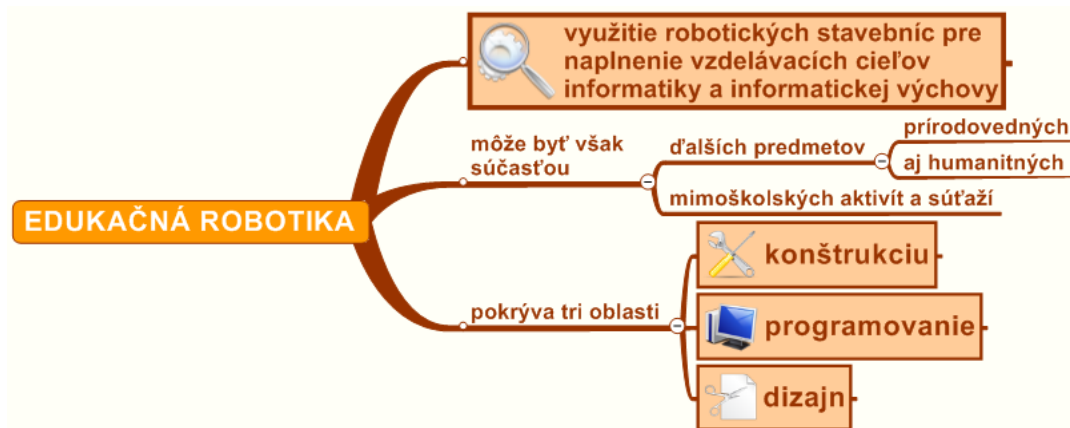 využitie robotických stavebníc pre
naplnenie vzdelávacích cieľov
informatiky a informatickej výchovy
môže byť však
súčasťou
ďalších predmetov
prírodovedných
aj humanitných
mimoškolských aktivít a súťaží
EDUKAČNÁ ROBOTIKA
pokrýva tri oblasti
konštrukciu
programovanie
dizajn